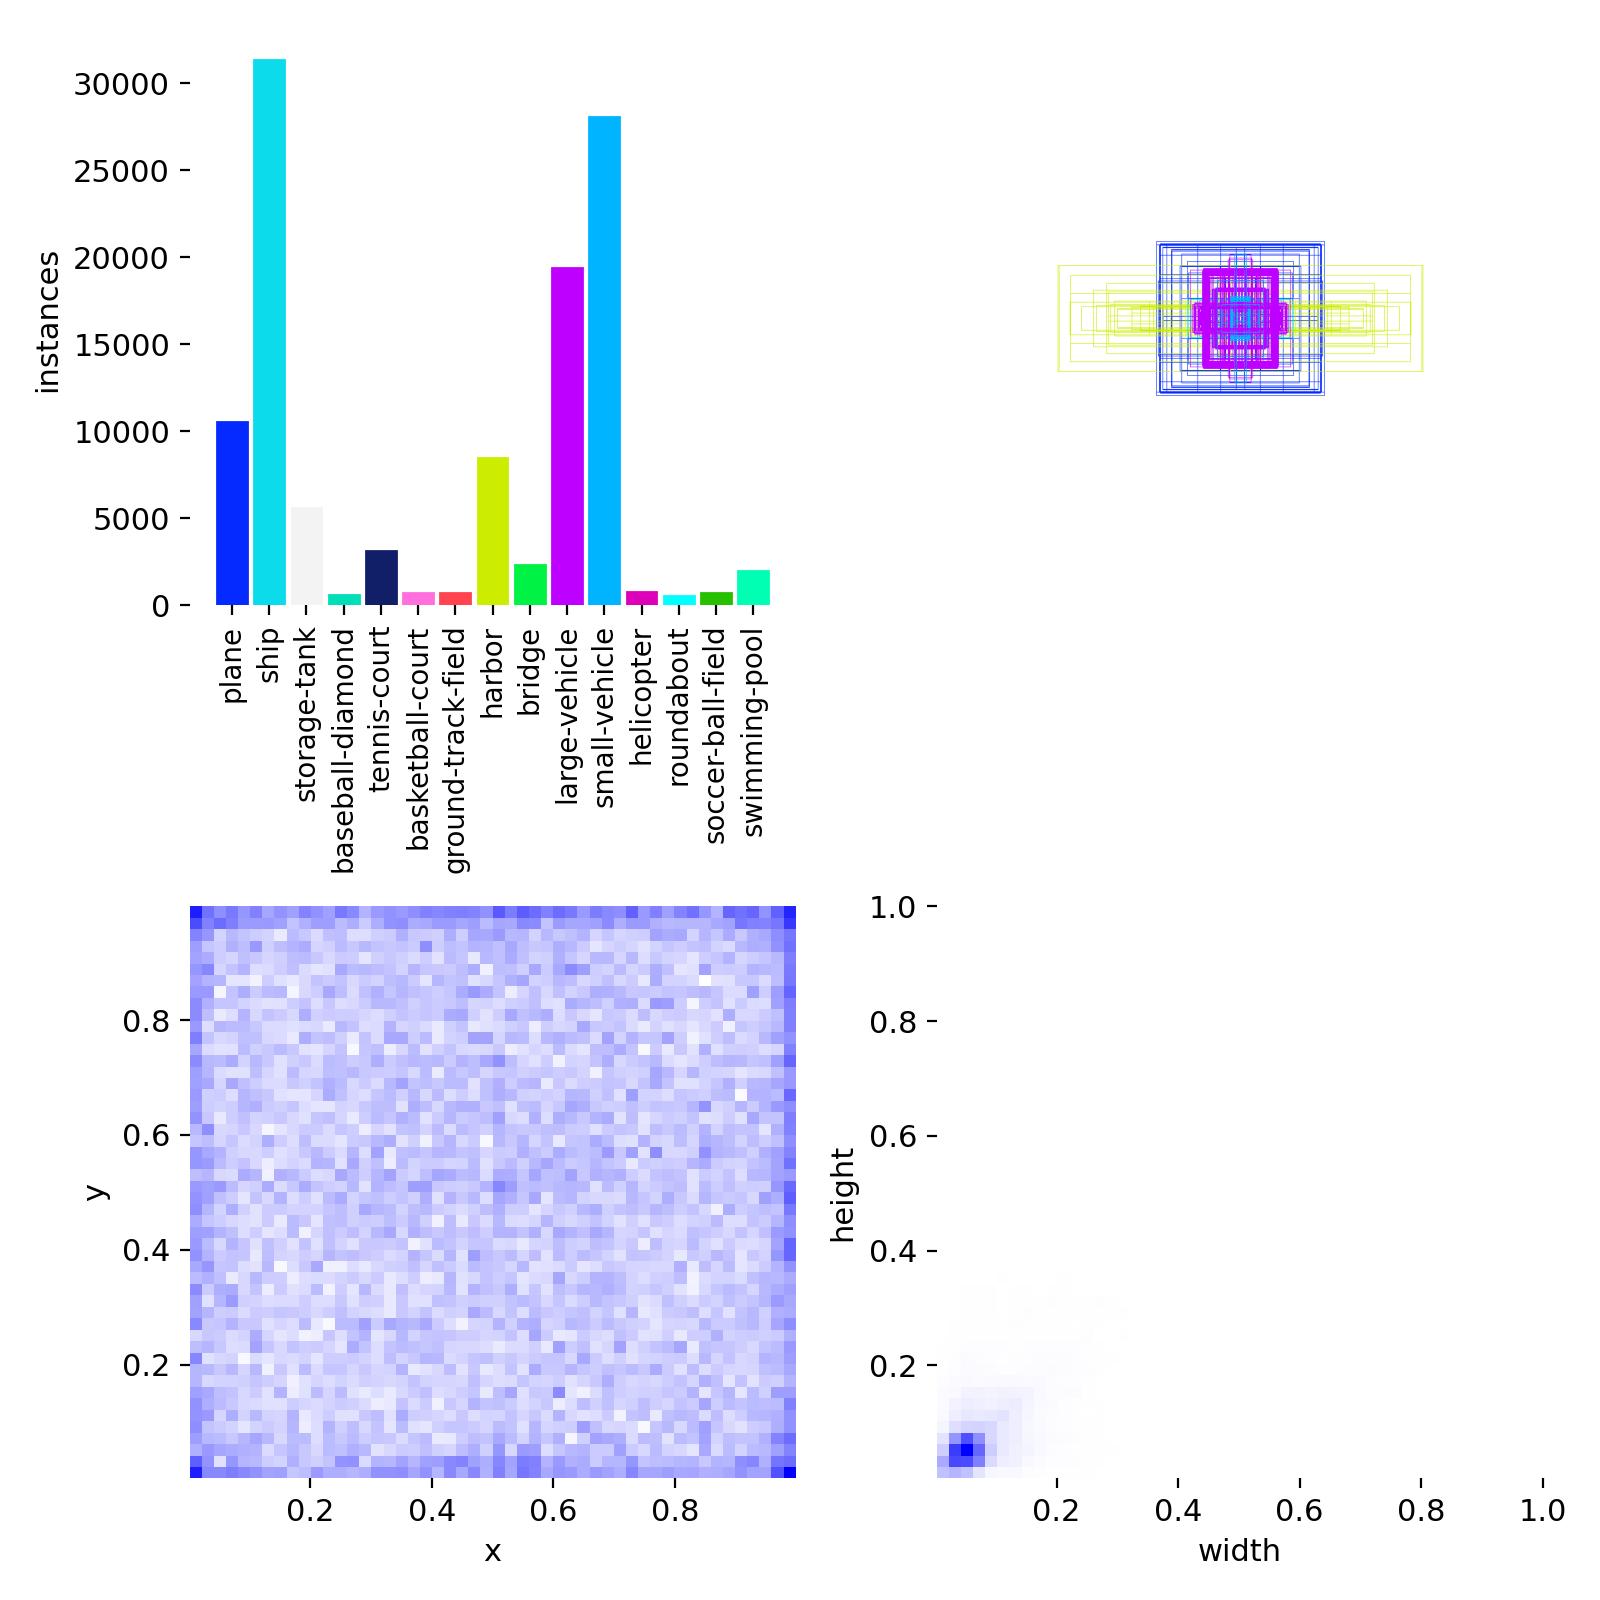 30000
25000
20000
15000
10000
5000
0
instances
plane
ship
storage-tank
baseball-diamond
tennis-court
basketball-court
ground-track-field
harbor
bridge
large-vehicle
small-vehicle
helicopter
roundabout
soccer-ball-field
swimming-pool
0.8
0.6
0.4
0.2
y
0.2 0.4 0.6 0.8
x
1.0
0.8
0.6
0.4
0.2
height
0.2 0.4 0.6 0.8 1.0
width